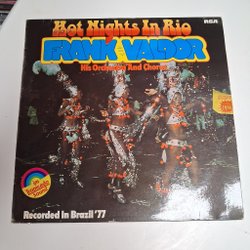 Hot Nights In Rio
RCA
FRANK VALDOR
His Orchestra And Chorus
Recorded In Brazil '77